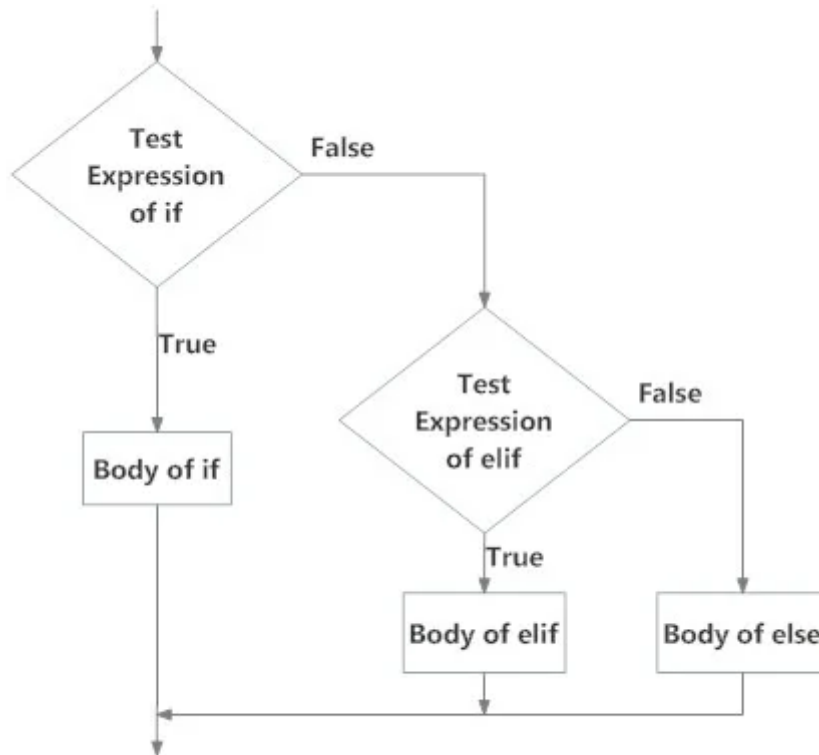 Test
Expression
of if
False
True
Test
Expression
of elif
False
Body of if
True
Body of elif
Body of else